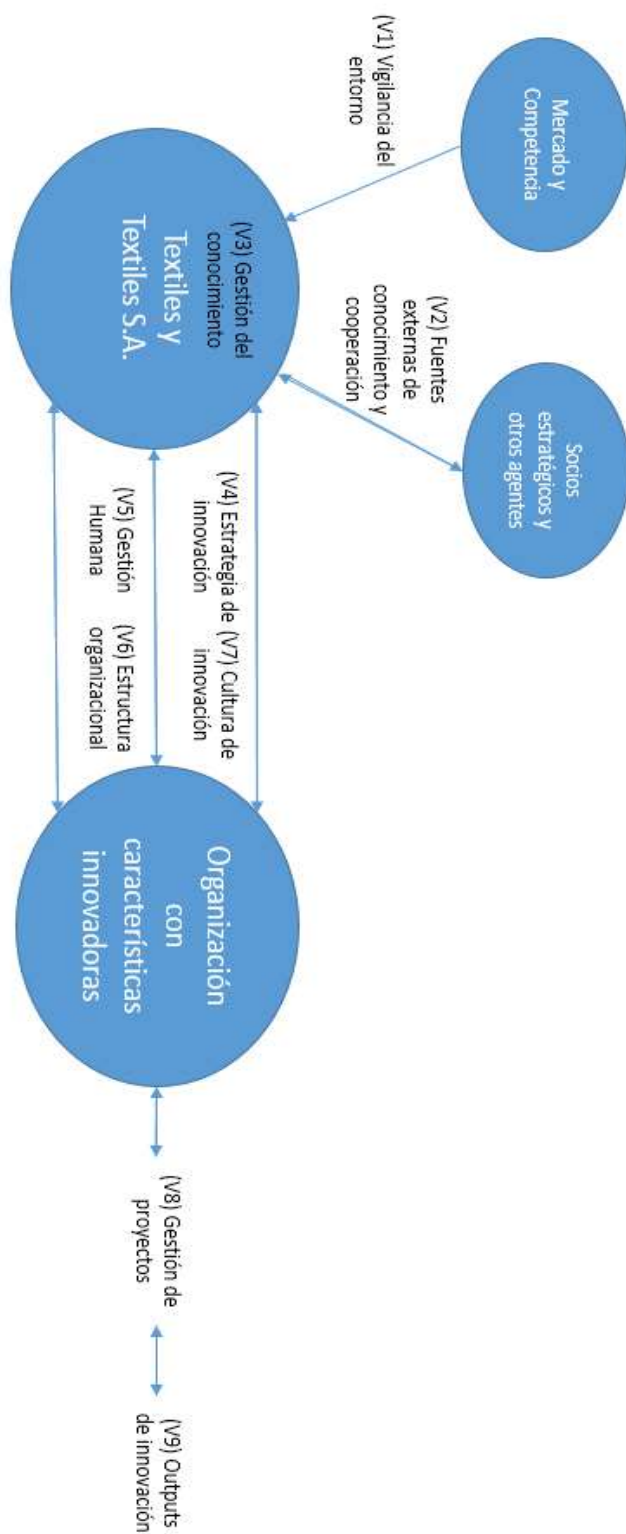 Mercado y
Competencia
Socios
estratégicos y
otros agentes
(V1) Vigilancia del
entorno
(V2) Fuentes
externas de
conocimiento y
cooperación
(V3) Gestión del
conocimiento
Textiles y
Textiles S.A.
(V4) Estrategia de
innovación
(V7) Cultura de
innovación
(V5) Gestión
Humana
(V6) Estructura
organizacional
Organización
con
características
innovadoras
(V8) Gestión de
proyectos
(V9) Outputs
de innovación